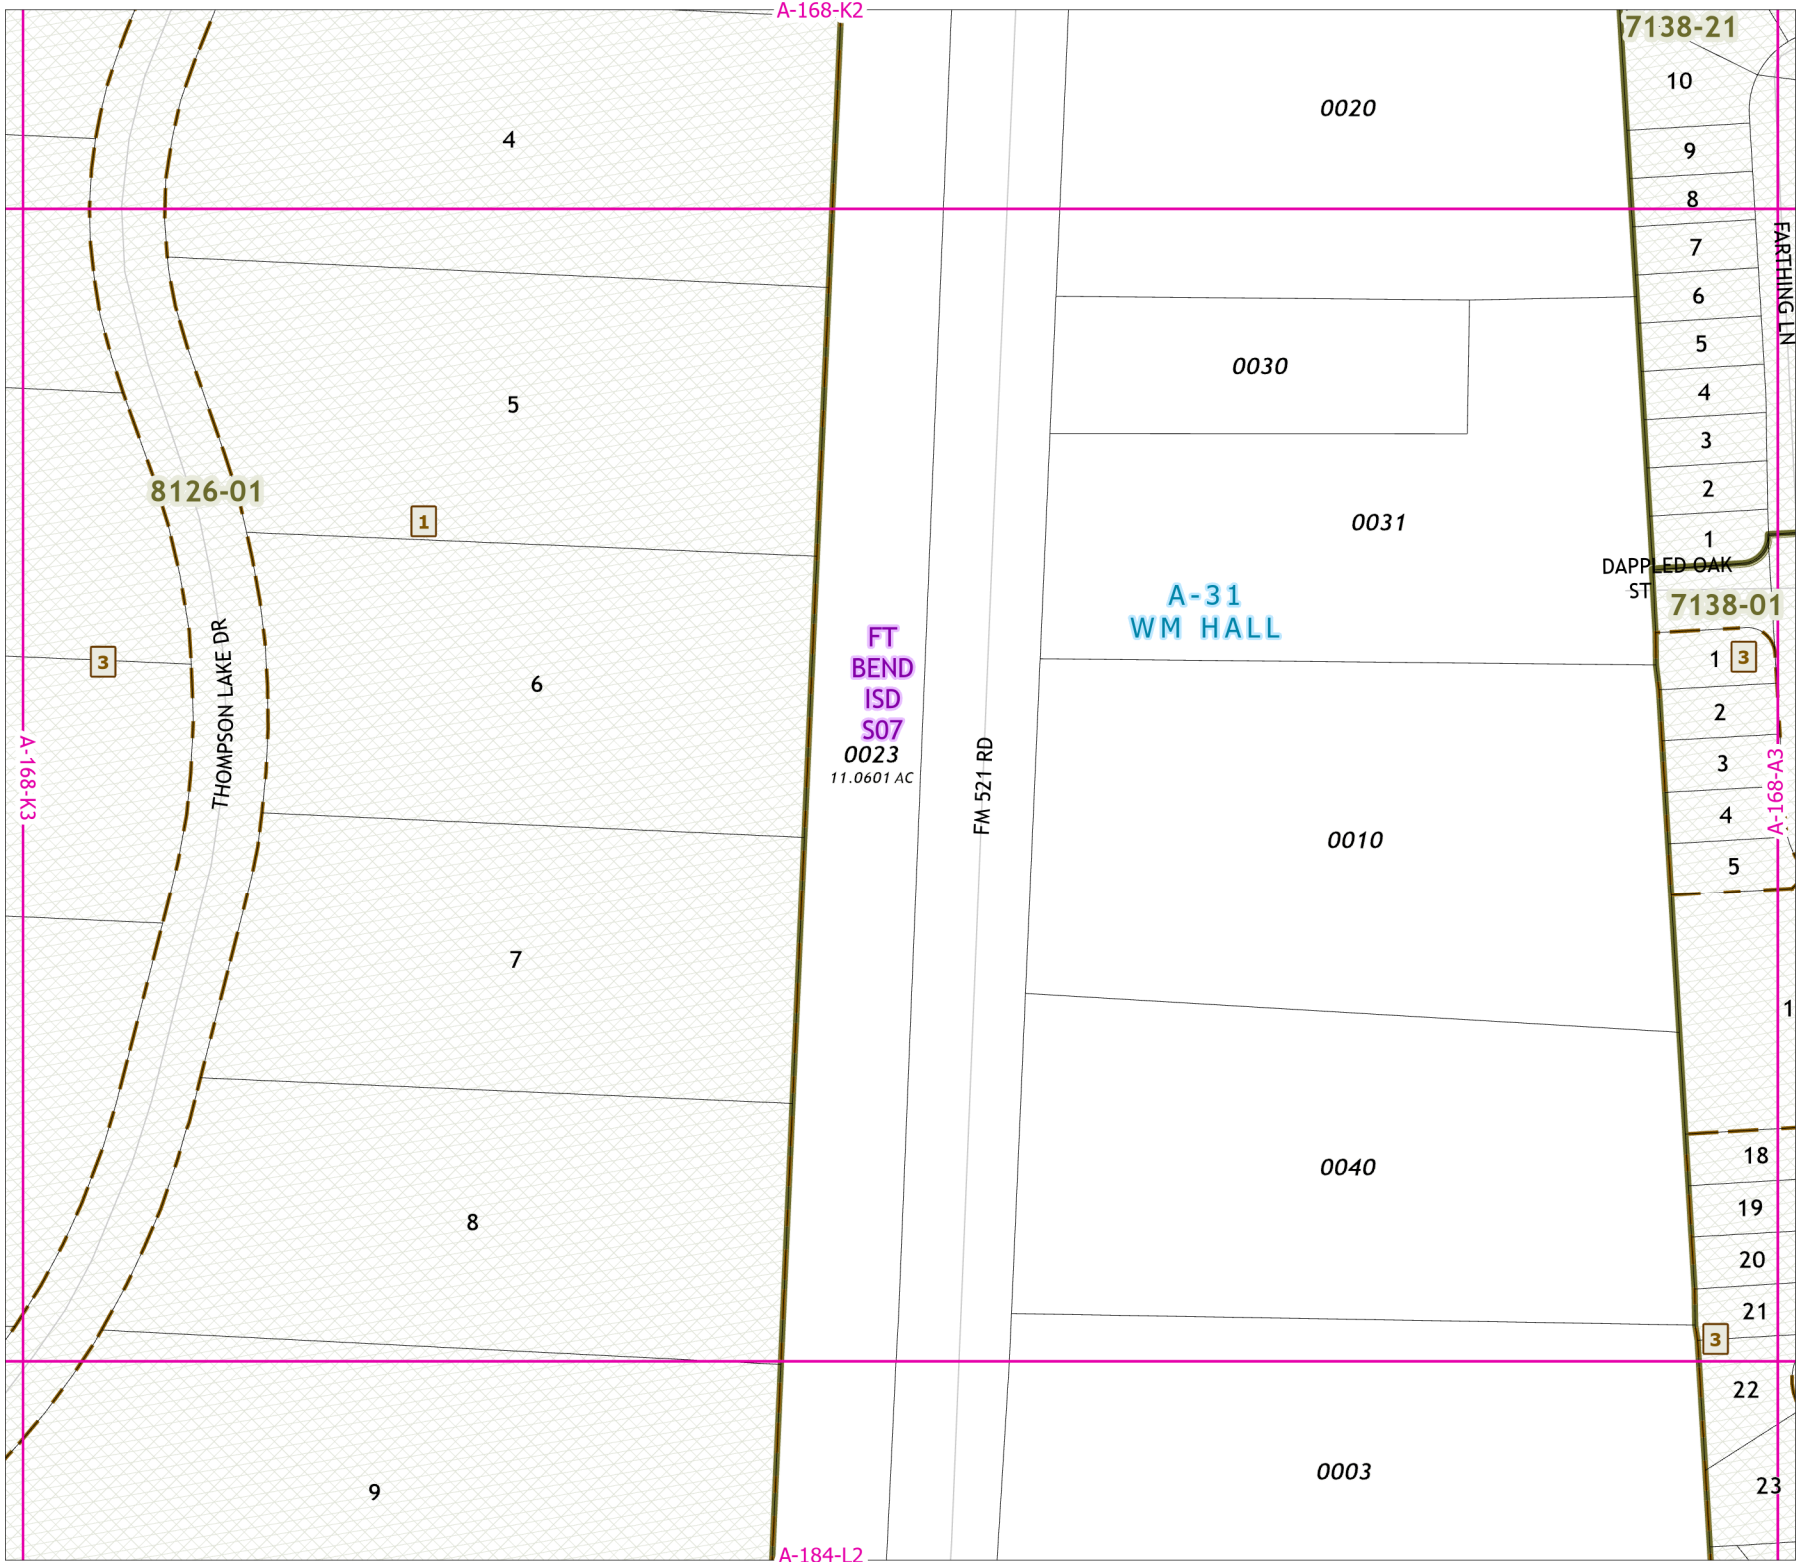 A-168-K2
7138-21
10
0020
4
9
8
7
FARTHING LN
6
5
0030
4
5
3
2
8126-01
1
0031
1
DAPPLED OAK
ST
A-31
WM HALL
7138-01
FT
BEND
ISD
S07
0023
11.0601 AC
3
THOMPSON LAKE DR
1
3
6
2
A-168-K3
FM 521 RD
3
A-168-A3
4
0010
5
7
1
18
0040
19
8
20
21
3
22
0003
23
9
A-184-L2